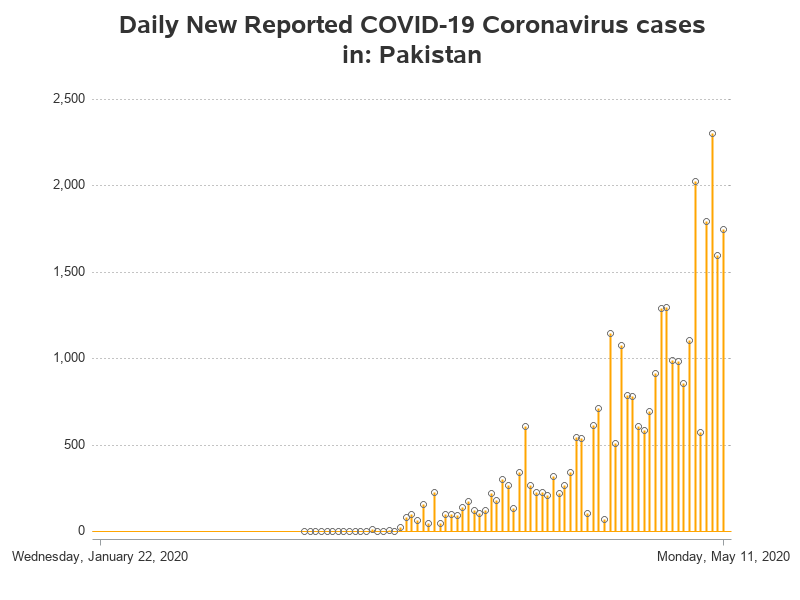 Daily New Reported COVID-19 Coronavirus cases
in: Pakistan
2,500
2,000
1,500
1,000
500
0
Wednesday, January 22, 2020
Monday, May 11, 2020